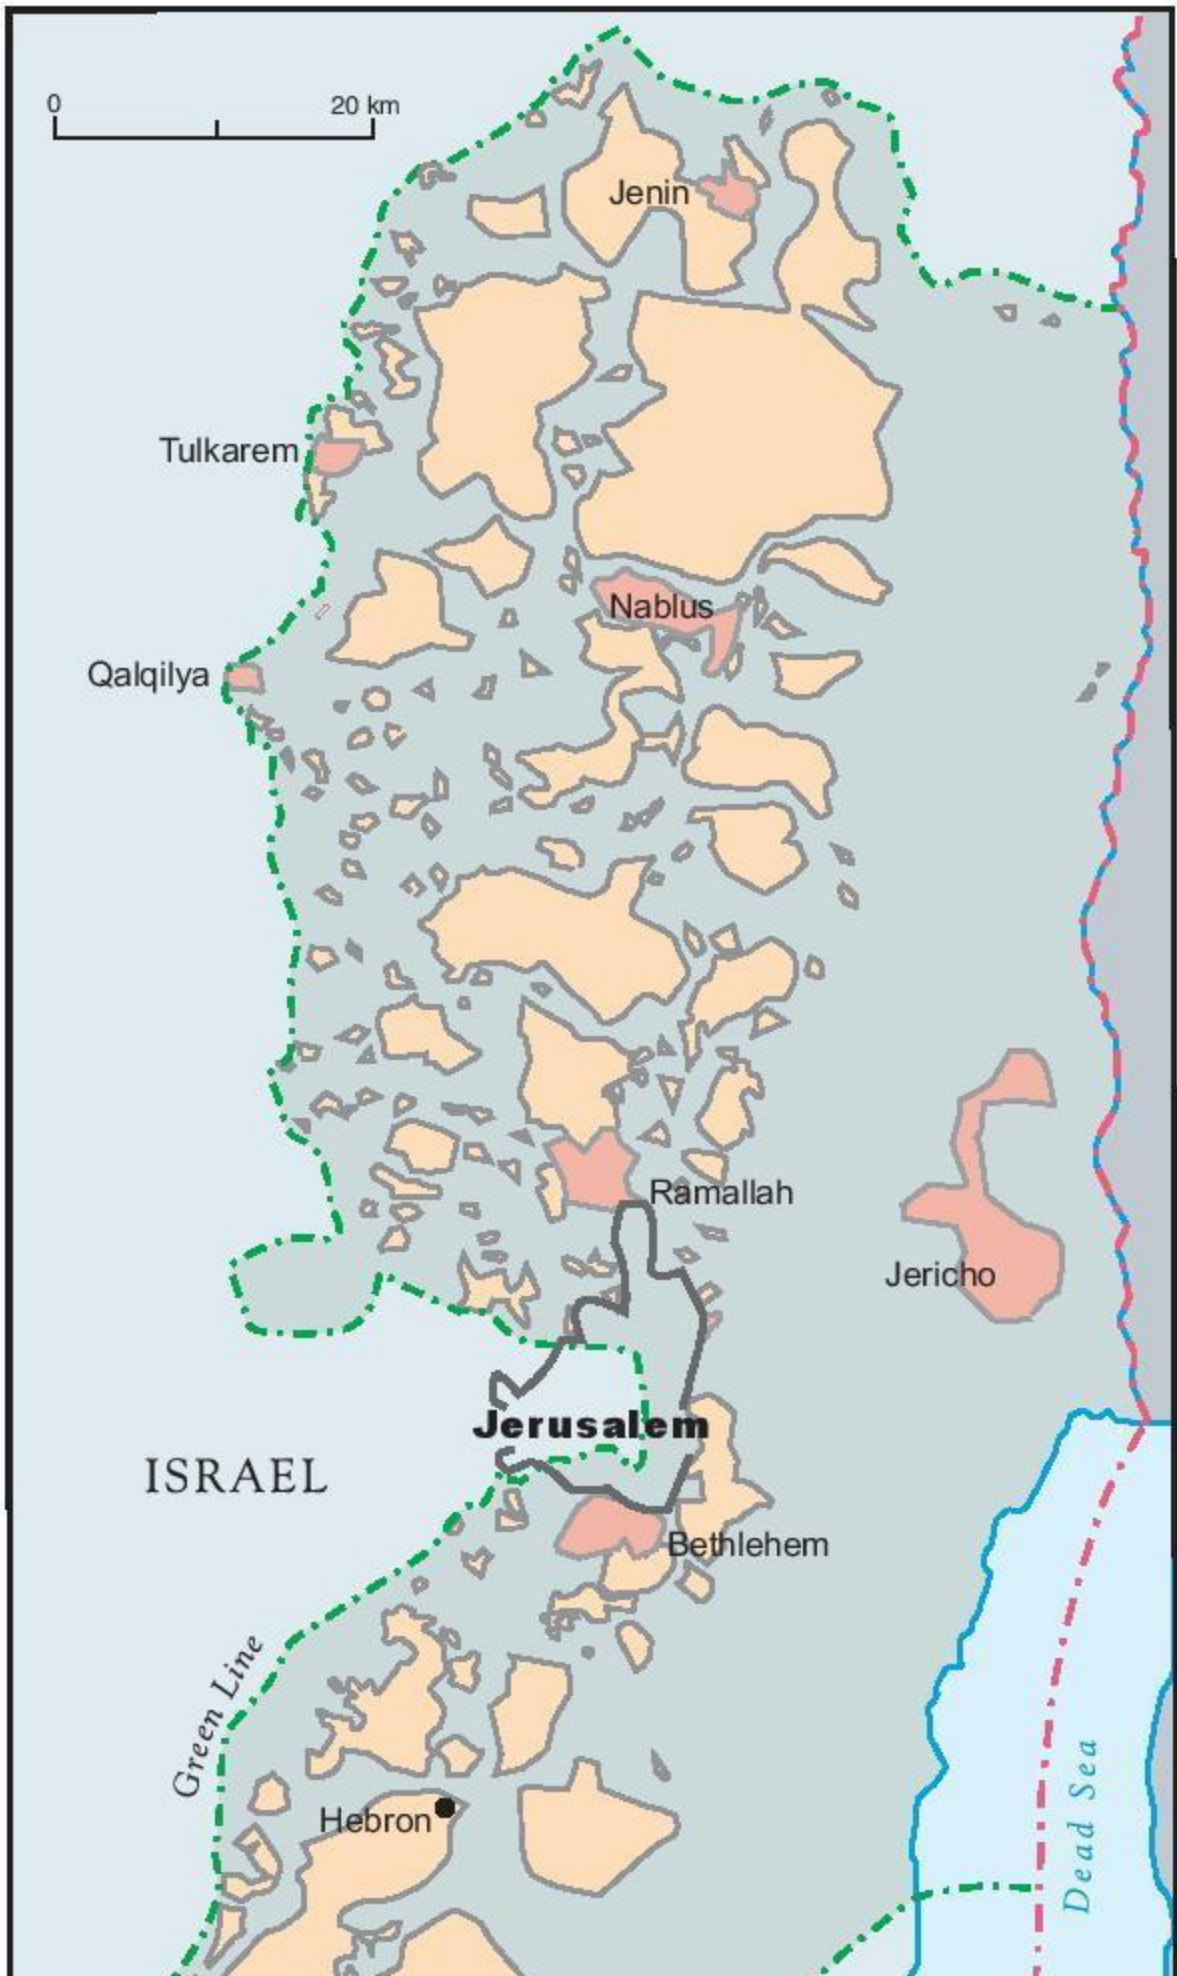 0 20 km
Jenin
Tulkarem
Nablus
Qalqilya
Ramallah
Jericho
Jerusalem
ISRAEL
Bethlehem
Green Line
Dead Sea
Hebron